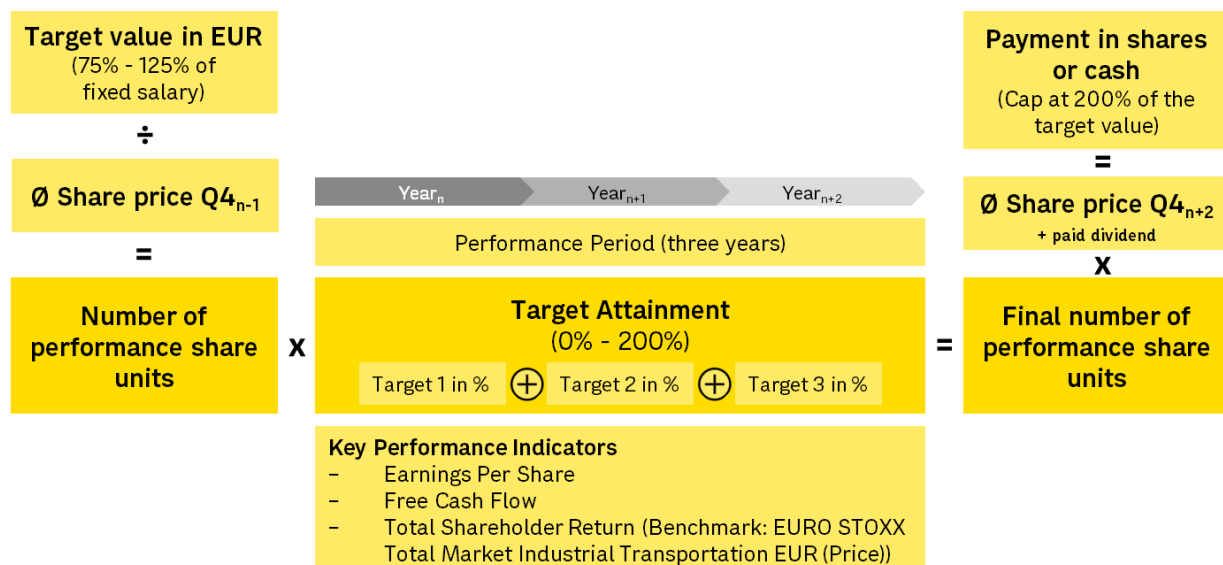 Target value in EUR
(75% - 125% of
fixed salary)
÷
Ø Share price Q4n-1
=
Number of
performance share
units
x
Yearn
Yearn+1
Yearn+2
Performance Period (three years)
Target Attainment
(0% - 200%)
Target 1 in % + Target 2 in % + Target 3 in %
Key Performance Indicators
– Earnings Per Share
– Free Cash Flow
– Total Shareholder Return (Benchmark: EURO STOXX
Total Market Industrial Transportation EUR (Price))
=
Payment in shares
or cash
(Cap at 200% of the
target value)
=
Ø Share price Q4n+2
+ paid dividend
x
Final number of
performance share
units